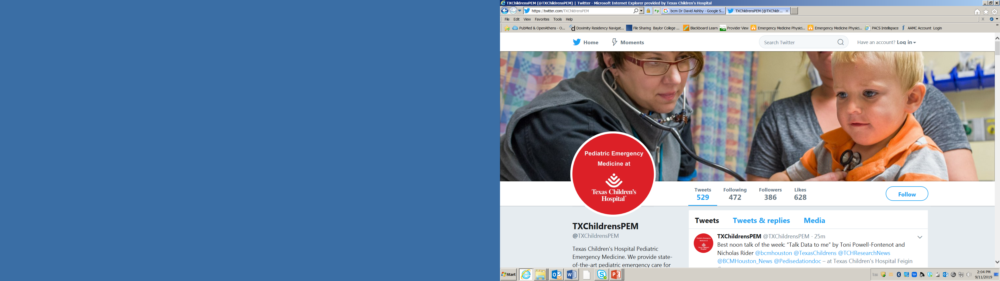 TXChildrensPEM (@TXChildrensPEM) | Twitter - Microsoft Internet Explorer provided by Texas Children's Hospital
https://twitter.com/TXChildrensPEM
bcm Dr David Ashby - Google S...
TXChildrensPEM (@TXChildr...
File Edit View Favorites Tools Help
PubMed & OpenAthens - O... Doximity Residency Navigat... File Sharing Baylor College ... Blackboard Learn Provider View Emergency Medicine Physici... Emergency Medicine Physici... PACS Intellispace AAMC Account Login
Home Moments Search Twitter Have an account? Log in
Pediatric Emergency
Medicine at
Texas Children's
Hospital
Tweets Following Followers Likes
529 472 386 628
Follow
TXChildrensPEM
@TXChildrensPEM
Texas Children's Hospital Pediatric
Emergency Medicine. We provide state-
of-the-art pediatric emergency care for
Tweets Tweets & replies Media
TXChildrensPEM @TXChildrensPEM · 25m
Best noon talk of the week: “Talk Data to me” by Toni Powell-Fontenot and
Nicholas Rider @bcmhouston @TexasChildrens @TCHResearchNews
@BCMHouston_News @Pedisedationdoc – at Texas Children's Hospital Feigin
Start
2:04 PM
9/11/2019